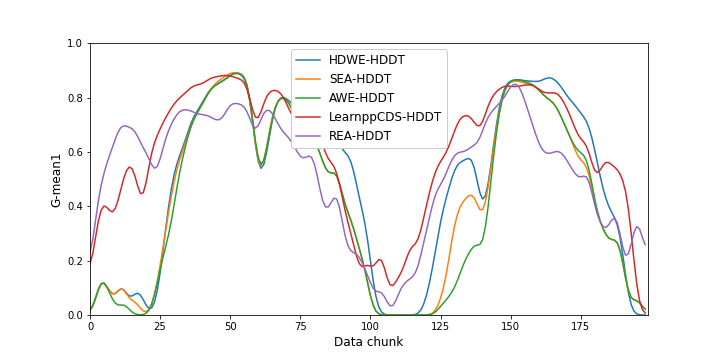 1.0
0.8
0.6
0.4
0.2
0.0
G-mean1
0
25
50
75
100
125
150
175
Data chunk
HDWE-HDDT
SEA-HDDT
AWE-HDDT
LearnppCDS-HDDT
REA-HDDT